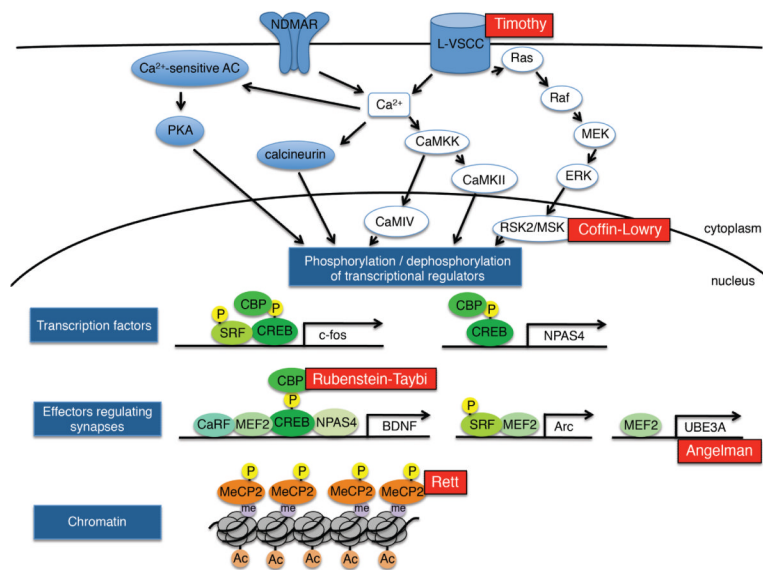 NDMAR
Timothy
L-VSCC
Ca2+-sensitive AC
Ras
Ca2+
Raf
PKA
calcineurin
CaMKK
MEK
CaMKII
ERK
CaMIV
RSK2/MSK
Coffin-Lowry
cytoplasm
nucleus
Phosphorylation / dephosphorylation
of transcriptional regulators
Transcription factors
P
SRF
CBP
P
CREB
c-fos
CBP
P
CREB
NPAS4
Effectors regulating
synapses
CBP
Rubenstein-Taybi
P
CaRF
MEF2
CREB
NPAS4
BDNF
P
SRF
MEF2
Arc
MEF2
UBE3A
Angelman
Chromatin
P
P
P
P
MeCP2
MeCP2
MeCP2
MeCP2
Rett
me
me
me
me
Ac
Ac
Ac
Ac
Ac